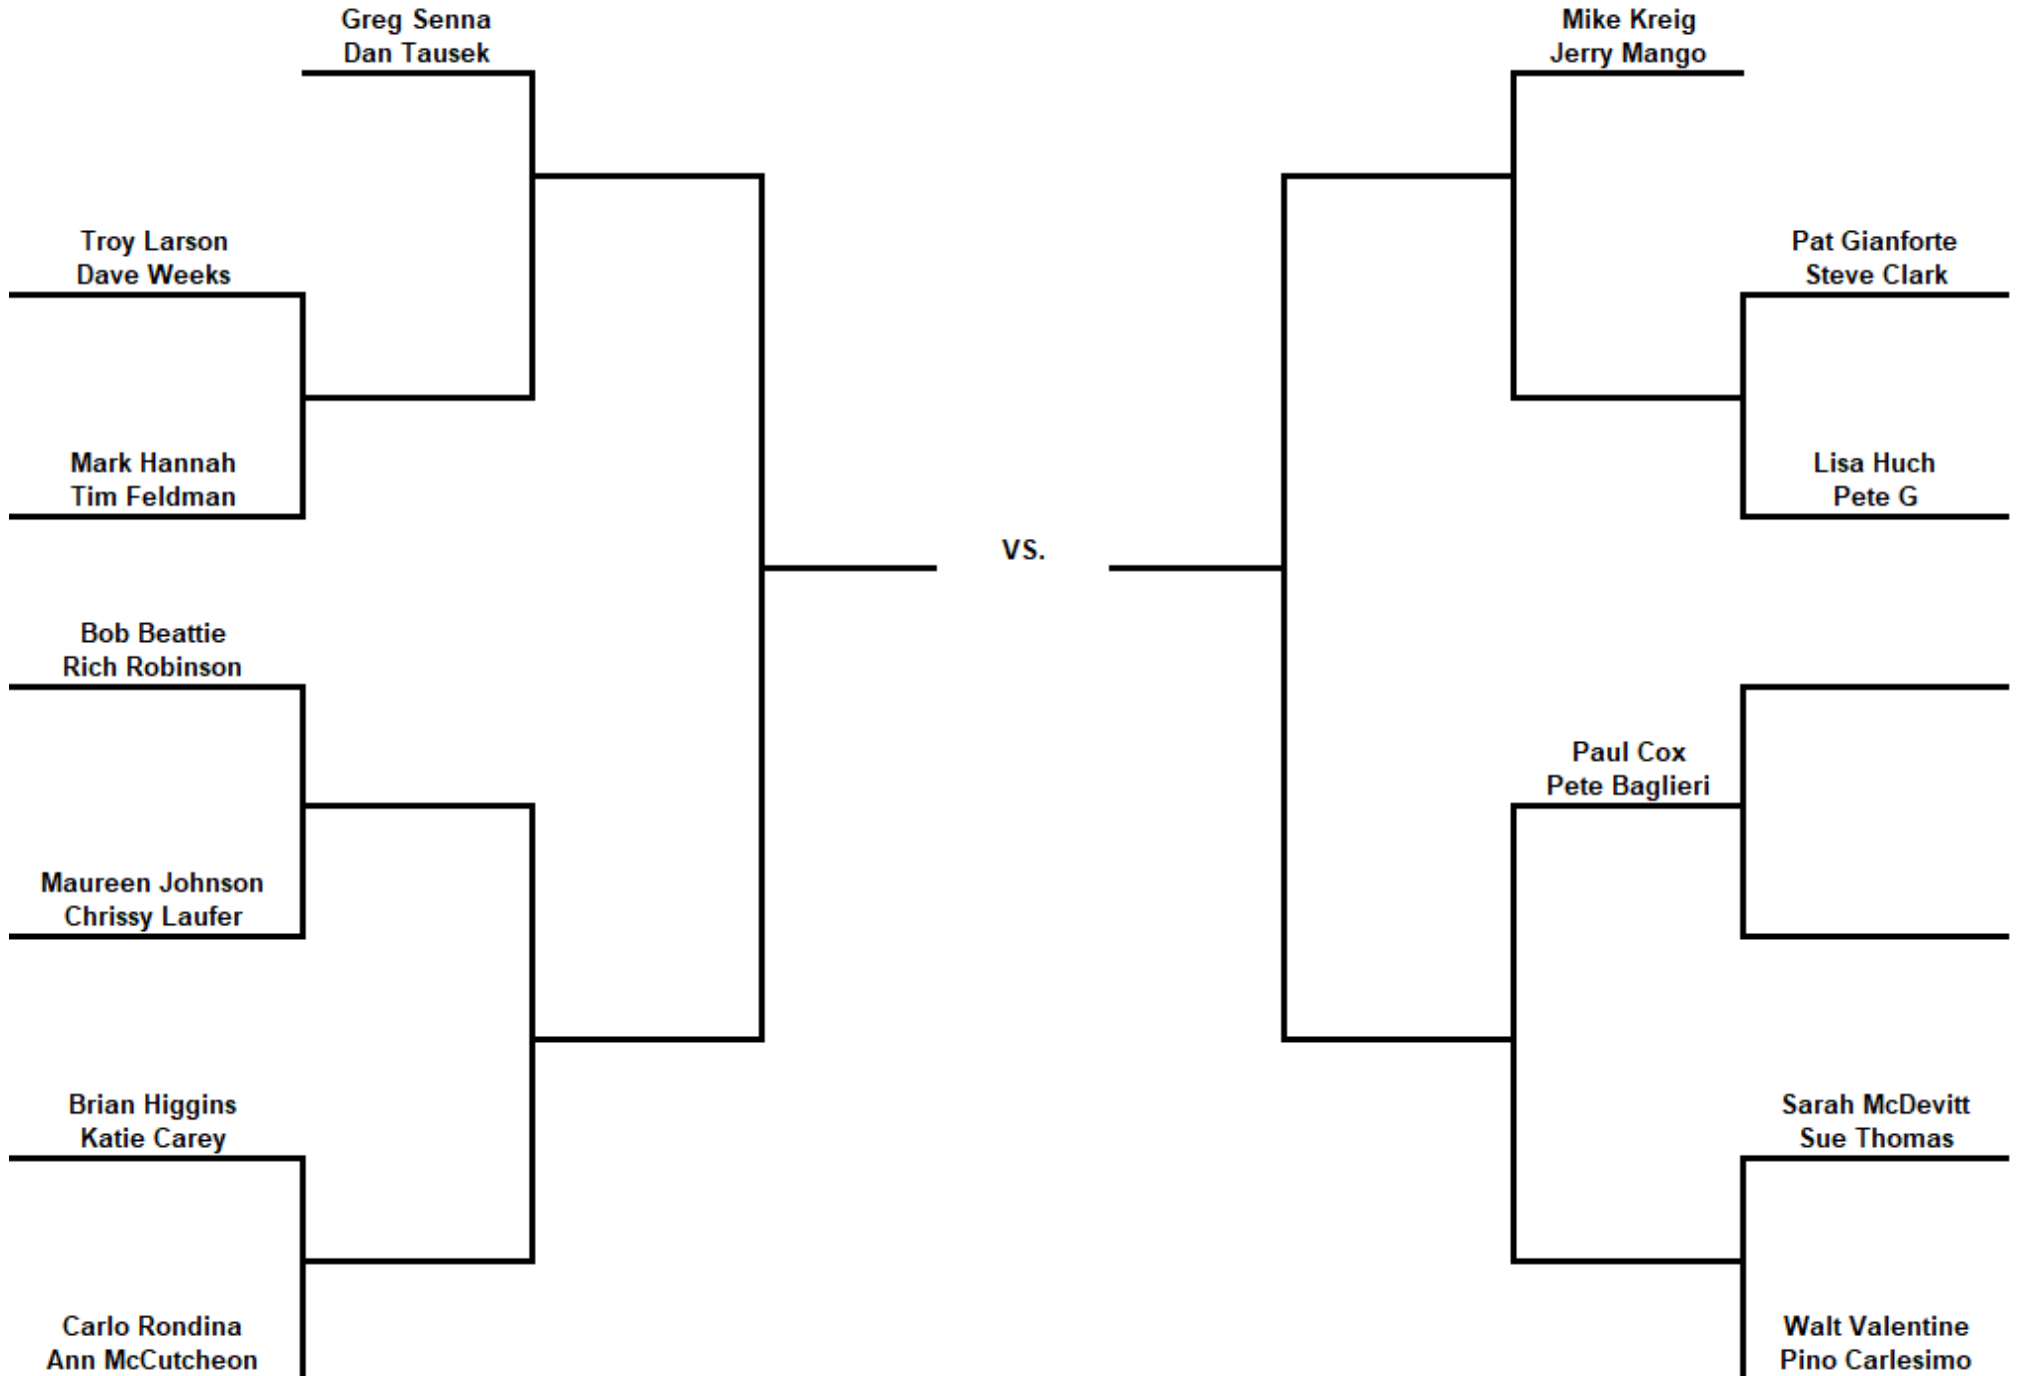 Greg Senna
Dan Tausek
Mike Kreig
Jerry Mango
Troy Larson
Dave Weeks
Pat Gianforte
Steve Clark
Mark Hannah
Tim Feldman
Lisa Huch
Pete G
VS.
Bob Beattie
Rich Robinson
Paul Cox
Pete Baglieri
Maureen Johnson
Chrissy Laufer
Brian Higgins
Katie Carey
Sarah McDevitt
Sue Thomas
Carlo Rondina
Ann McCutcheon
Walt Valentine
Pino Carlesimo